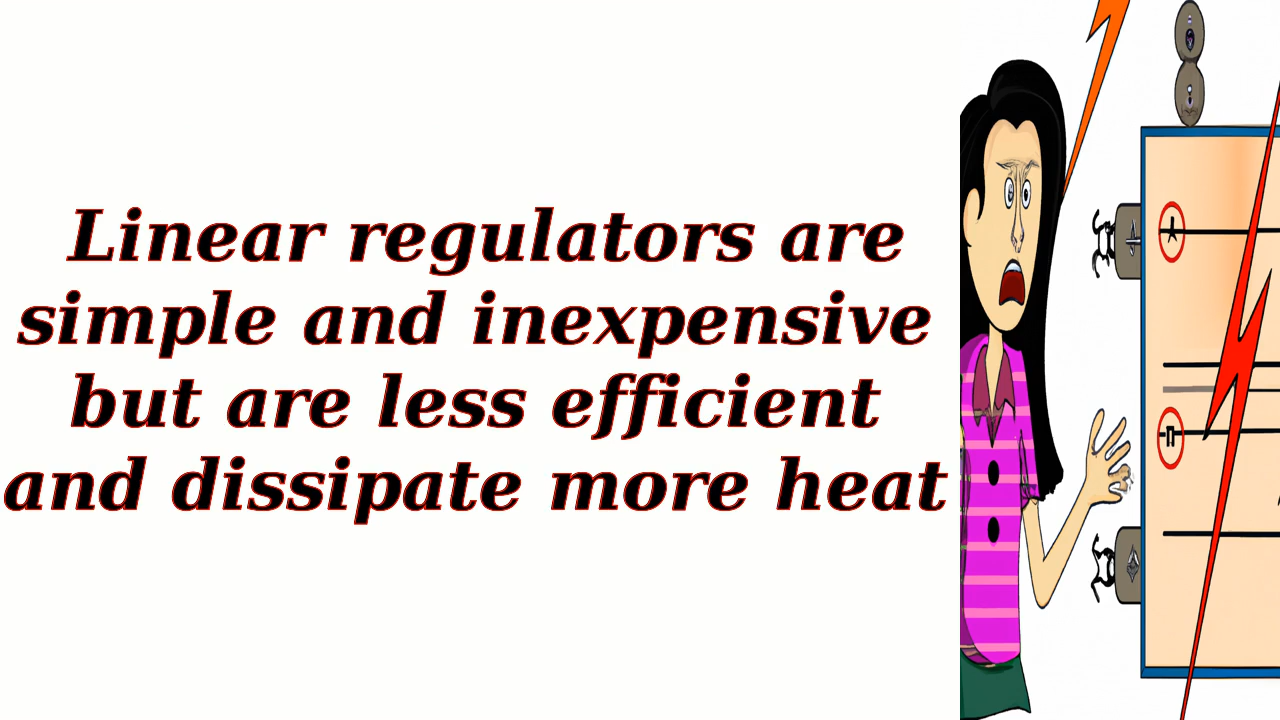 Linear regulators are
simple and inexpensive
but are less efficient
and dissipate more heat